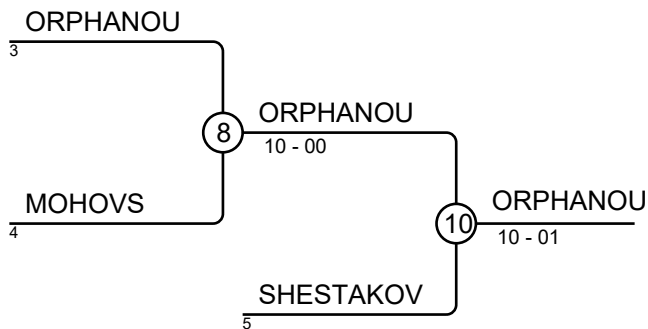 ORPHANOU
3
8
ORPHANOU
10 - 00
MOHOVS
4
10
ORPHANOU
10 - 01
SHESTAKOV
5